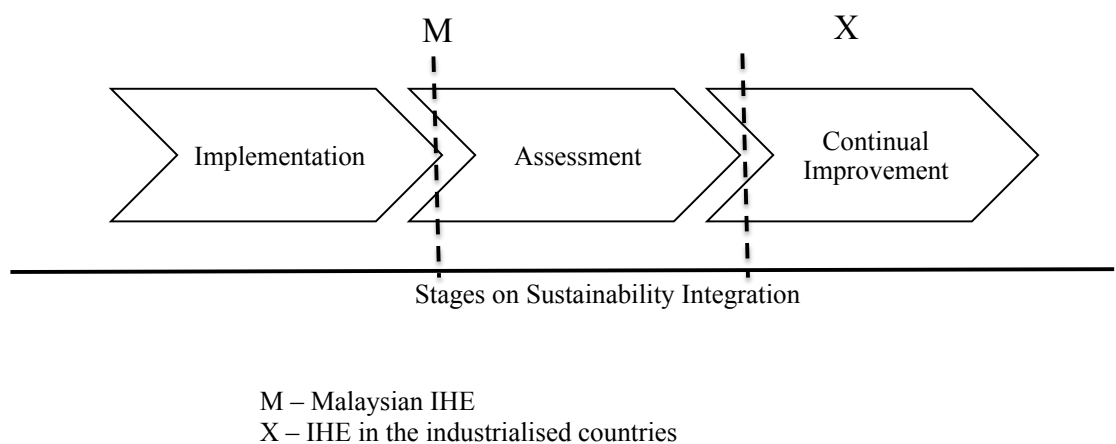 M
X
Implementation
Assessment
Continual
Improvement
Stages on Sustainability Integration
M – Malaysian IHE
X – IHE in the industrialised countries